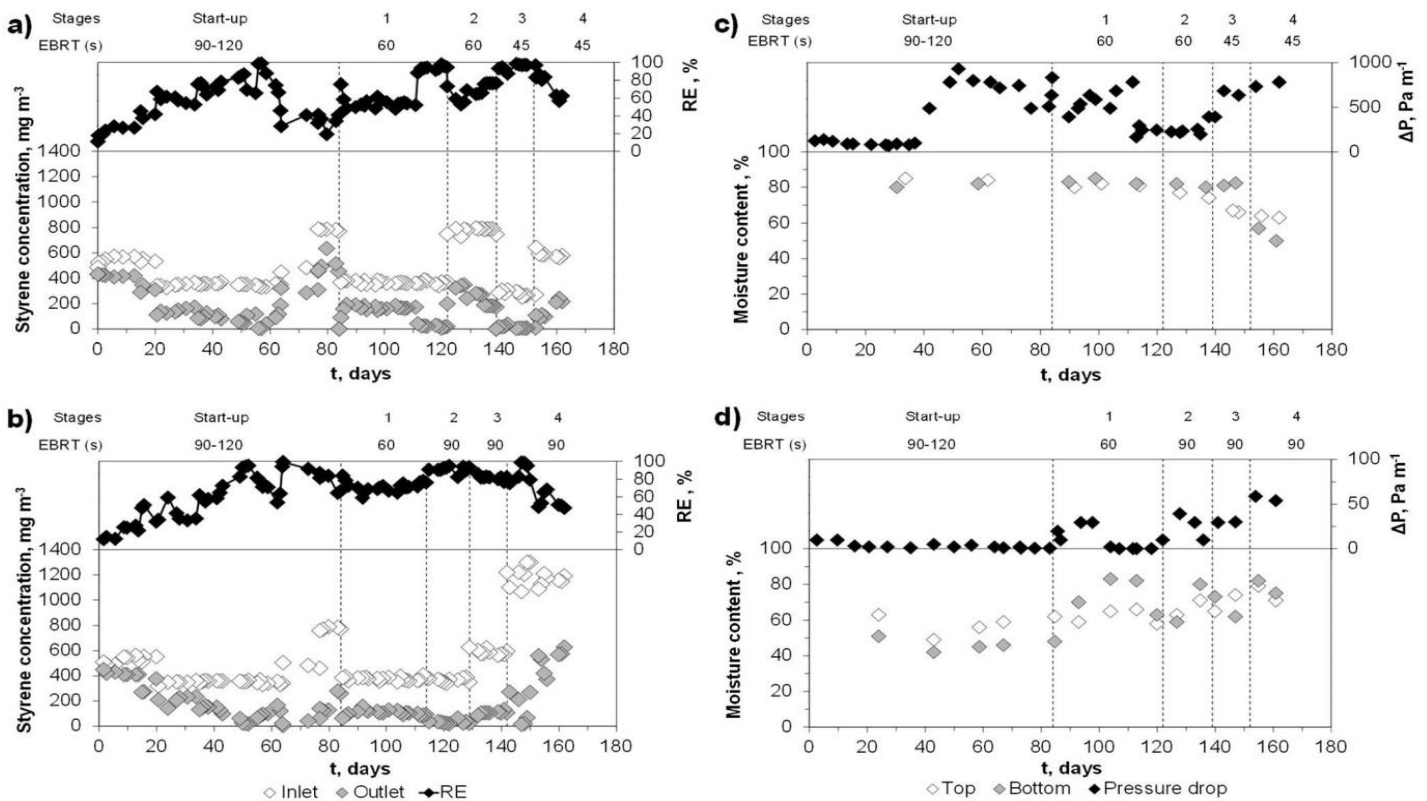 a)
Stages Start-up 1 2 3 4
EBRT (s) 90-120 60 60 45 45
100
80
60
40
20
0
RE , %
1400
1200
1000
800
600
400
200
0
Styrene concentration, mg m-3
0 20 40 60 80 100 120 140 160 180
t, days
b)
Stages Start-up 1 2 3 4
EBRT (s) 90-120 60 90 90 90
100
80
60
40
20
0
RE , %
1400
1200
1000
800
600
400
200
0
Styrene concentration, mg m-3
0 20 40 60 80 100 120 140 160 180
t, days
Inlet Outlet RE
c)
Stages Start-up 1 2 3 4
EBRT (s) 90-120 60 60 45 45
1000
500
0
ΔP, Pa m-1
100
80
60
40
20
0
Moisture content , %
0 20 40 60 80 100 120 140 160 180
t, days
d)
Stages Start-up 1 2 3 4
EBRT (s) 90-120 60 90 90 90
100
50
0
ΔP, Pa m-1
100
80
60
40
20
0
Moisture content , %
0 20 40 60 80 100 120 140 160 180
t, days
Top Bottom Pressure drop